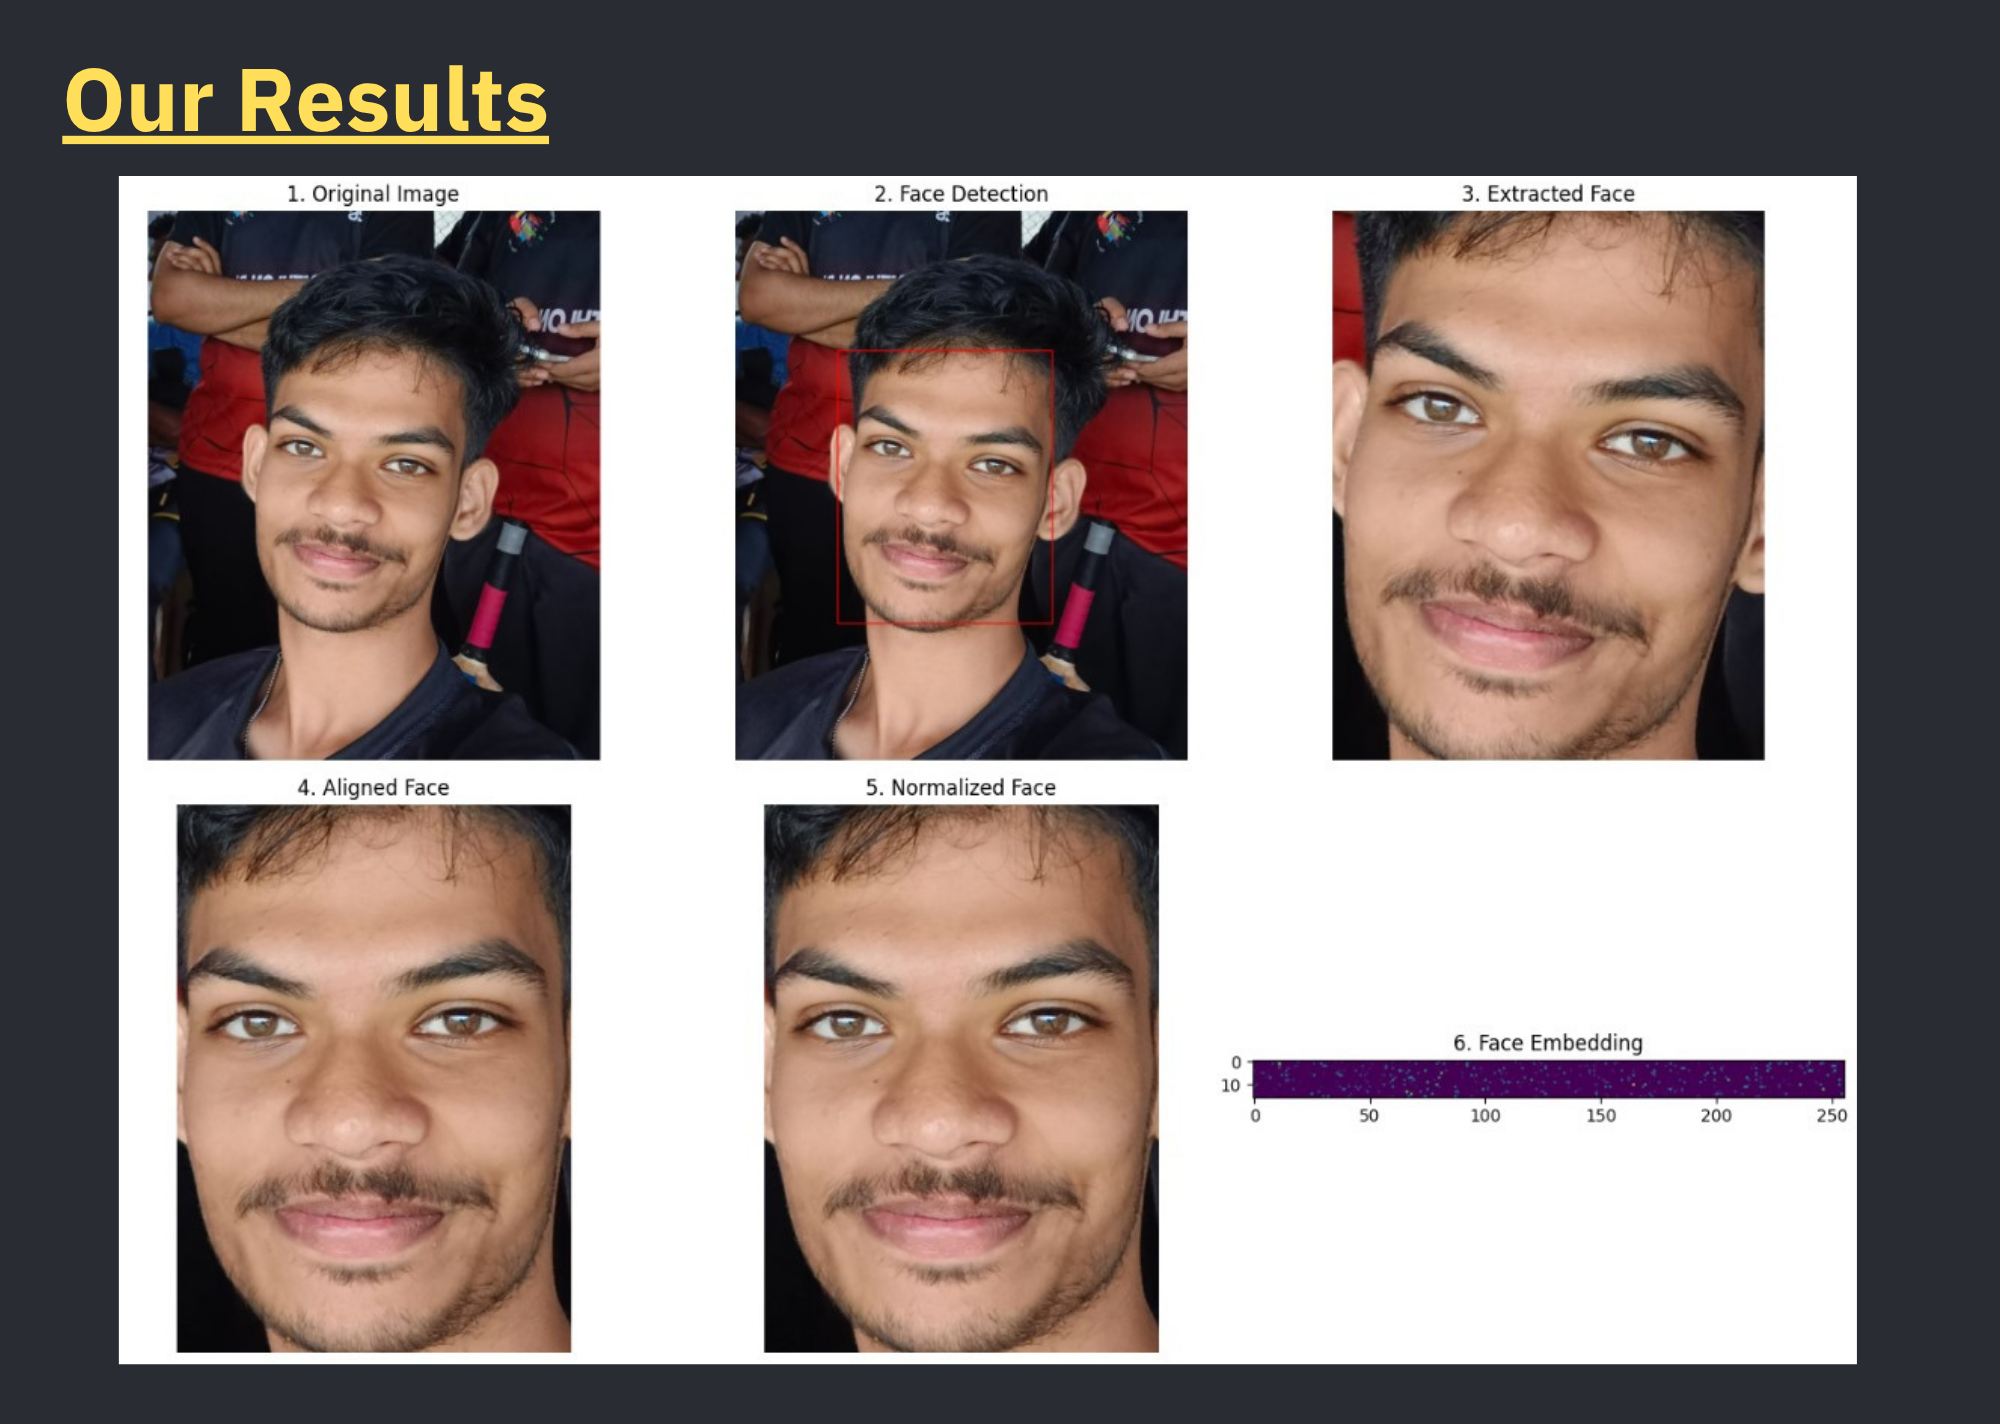 Our Results
1. Original Image
2. Face Detection
3. Extracted Face
4. Aligned Face
5. Normalized Face
6. Face Embedding
0
10
0 50 100 150 200 250